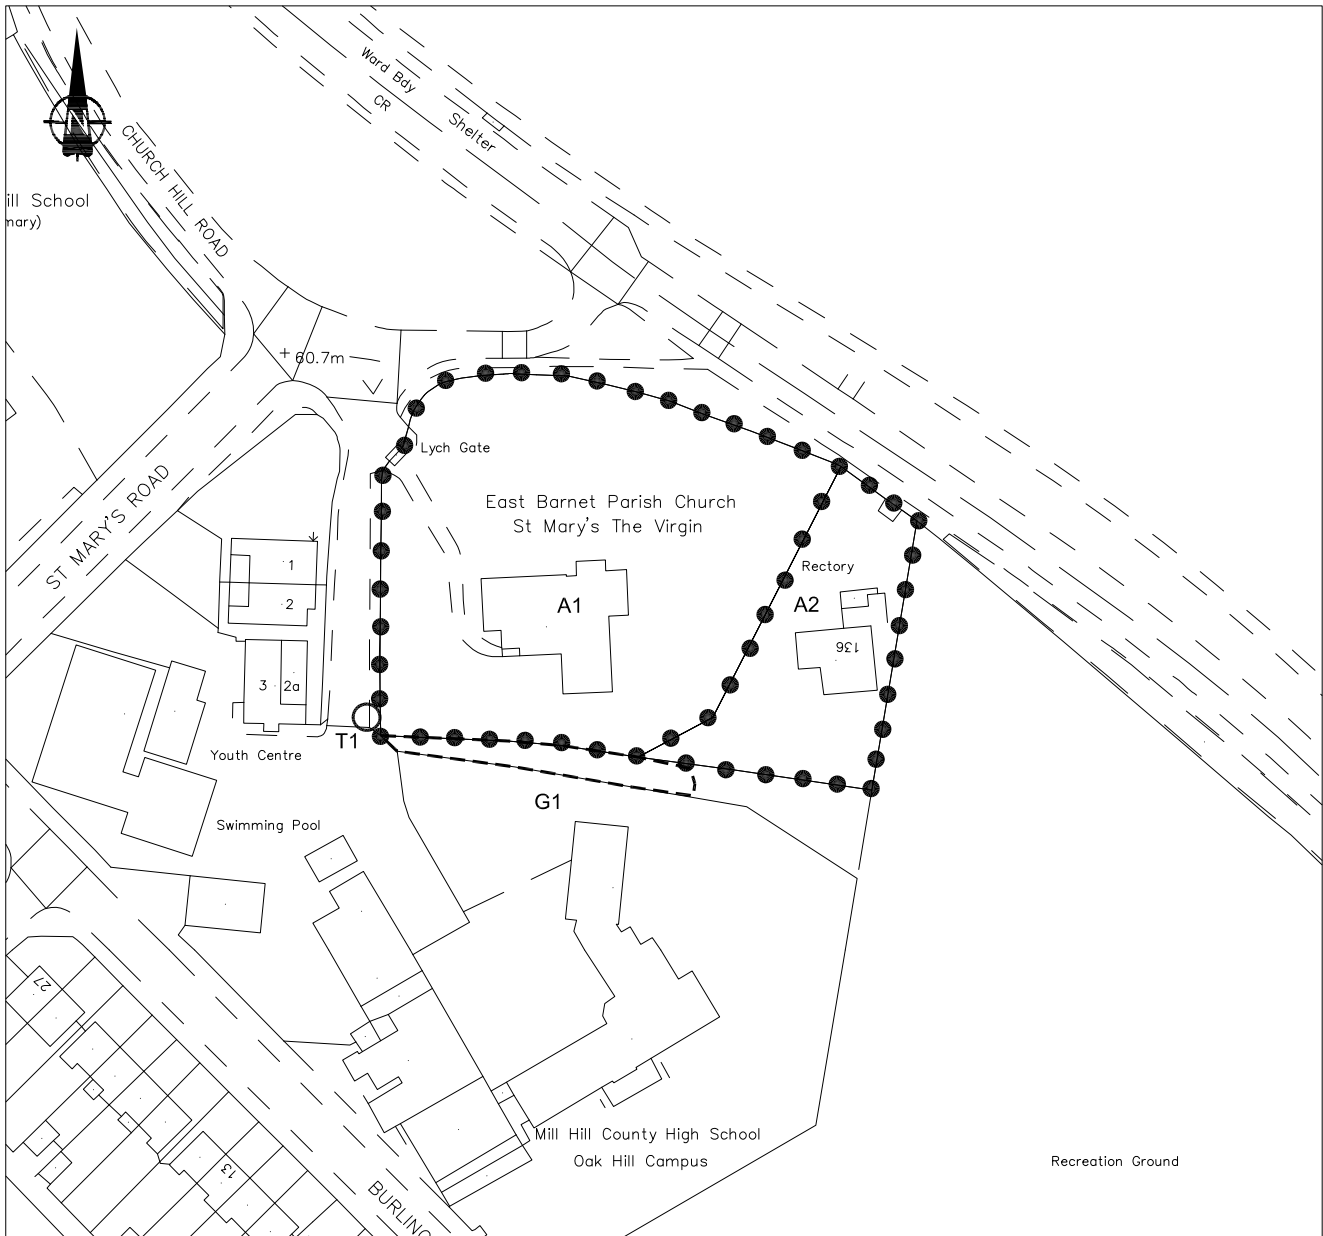 Ward Bdy
CR
Shelter
N
CHURCH HILL ROAD
ill School
mary)
+ 60.7m
Lych Gate
East Barnet Parish Church
St Mary's The Virgin
ST MARY'S ROAD
1
2
A1
Rectory
A2
136
3
2a
T1
Youth Centre
G1
Swimming Pool
27
13
Mill Hill County High School
Oak Hill Campus
Recreation Ground
BURLING